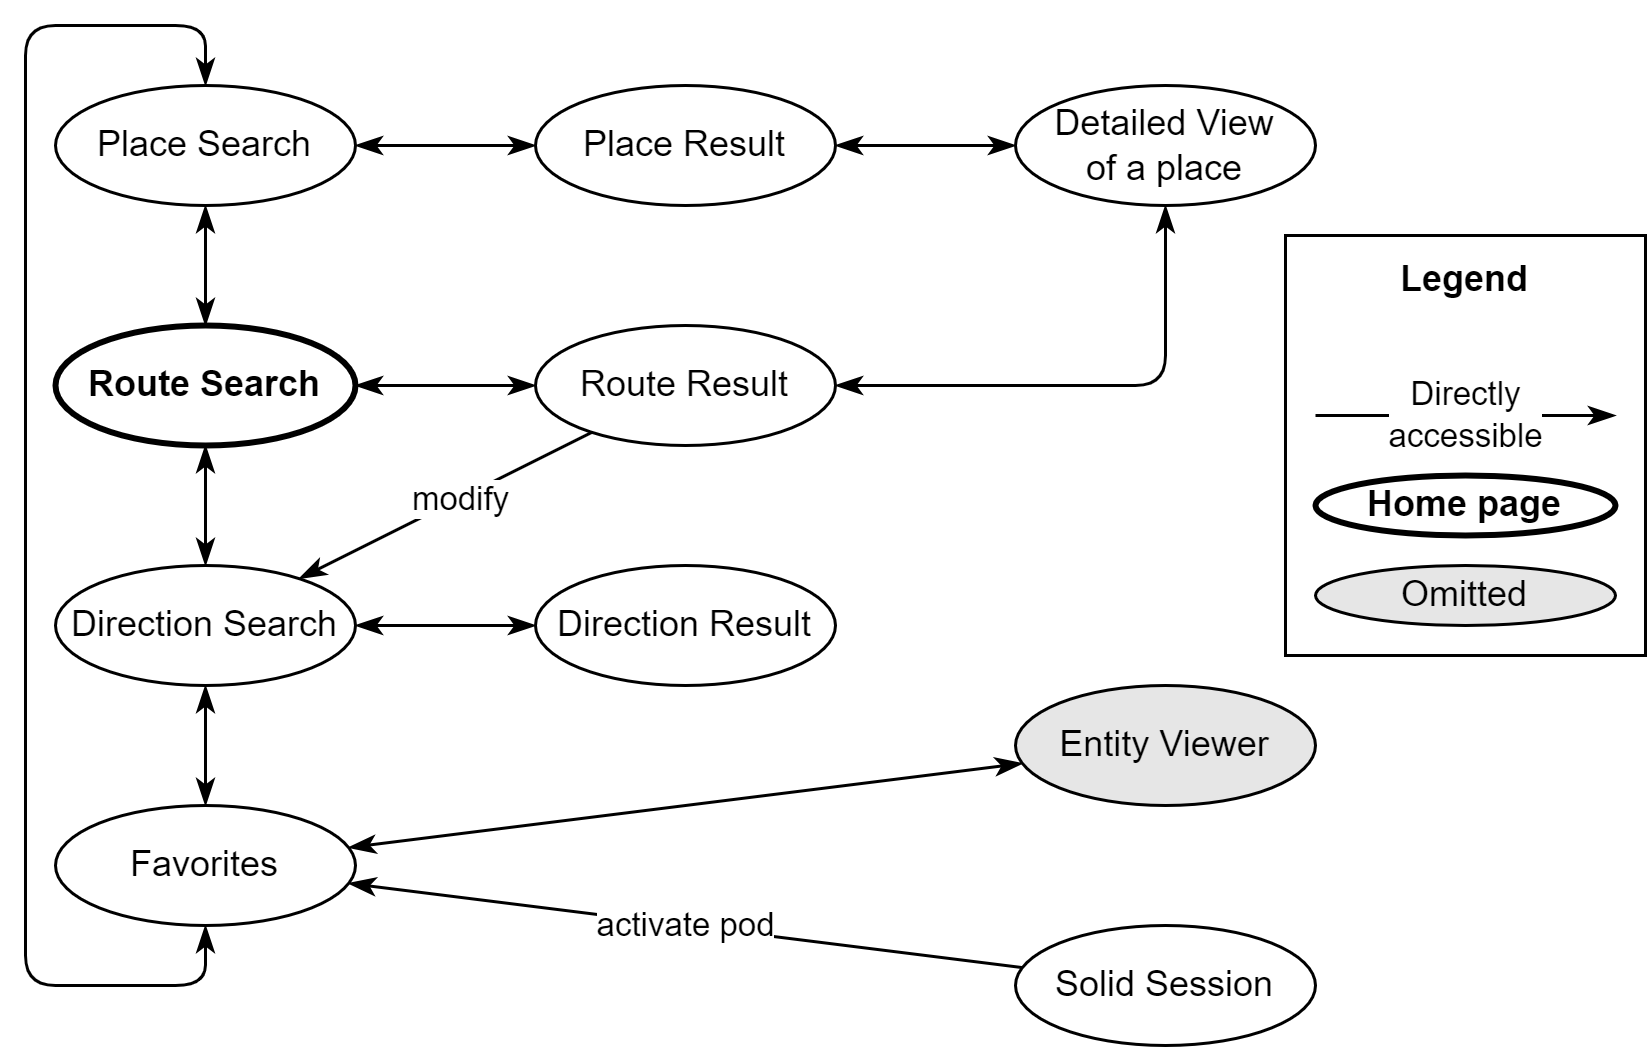 Place Search
Place Result
Detailed View
of a place
Route Search
Route Result
modify
Direction Search
Direction Result
Entity Viewer
Favorites
activate pod
Solid Session
Legend
Directly
accessible
Home page
Omitted